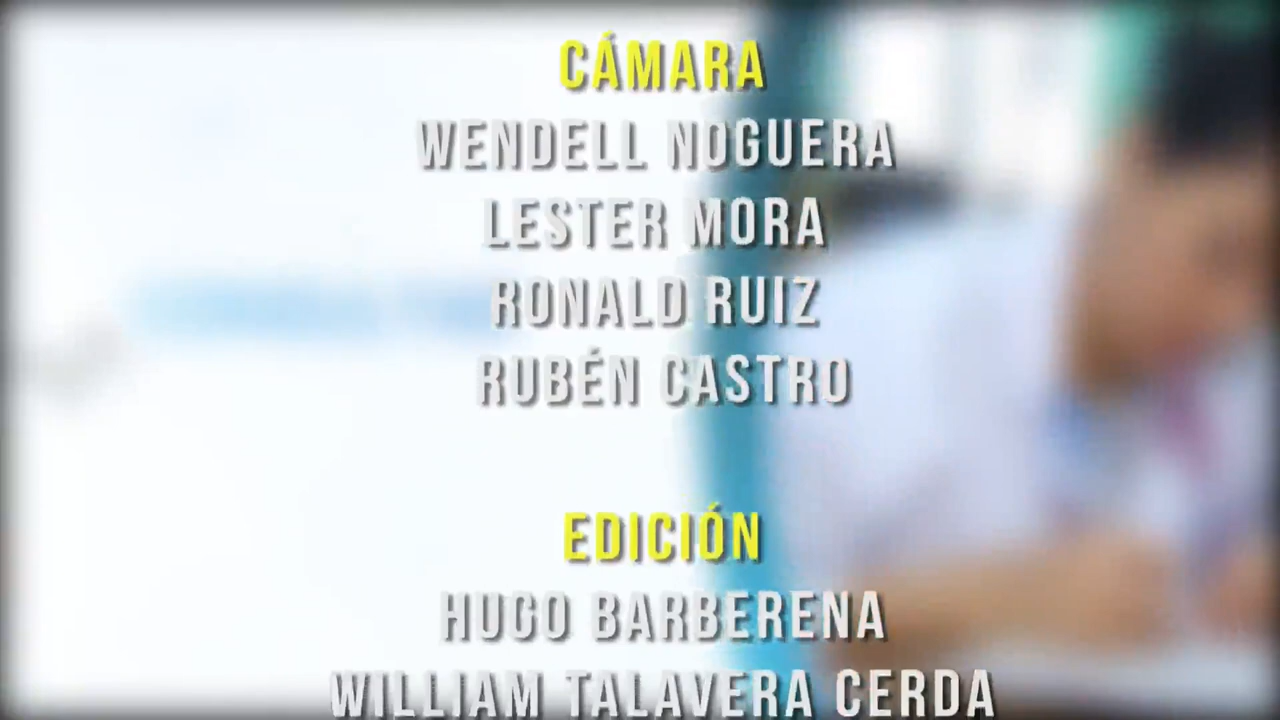 CÁMARA
WENDELL NOGUERA
LESTER MORA
RONALD RUIZ
RUBÉN CASTRO
EDICIÓN
HUGO BARBERENA
WILLIAM TALAVERA CERDA